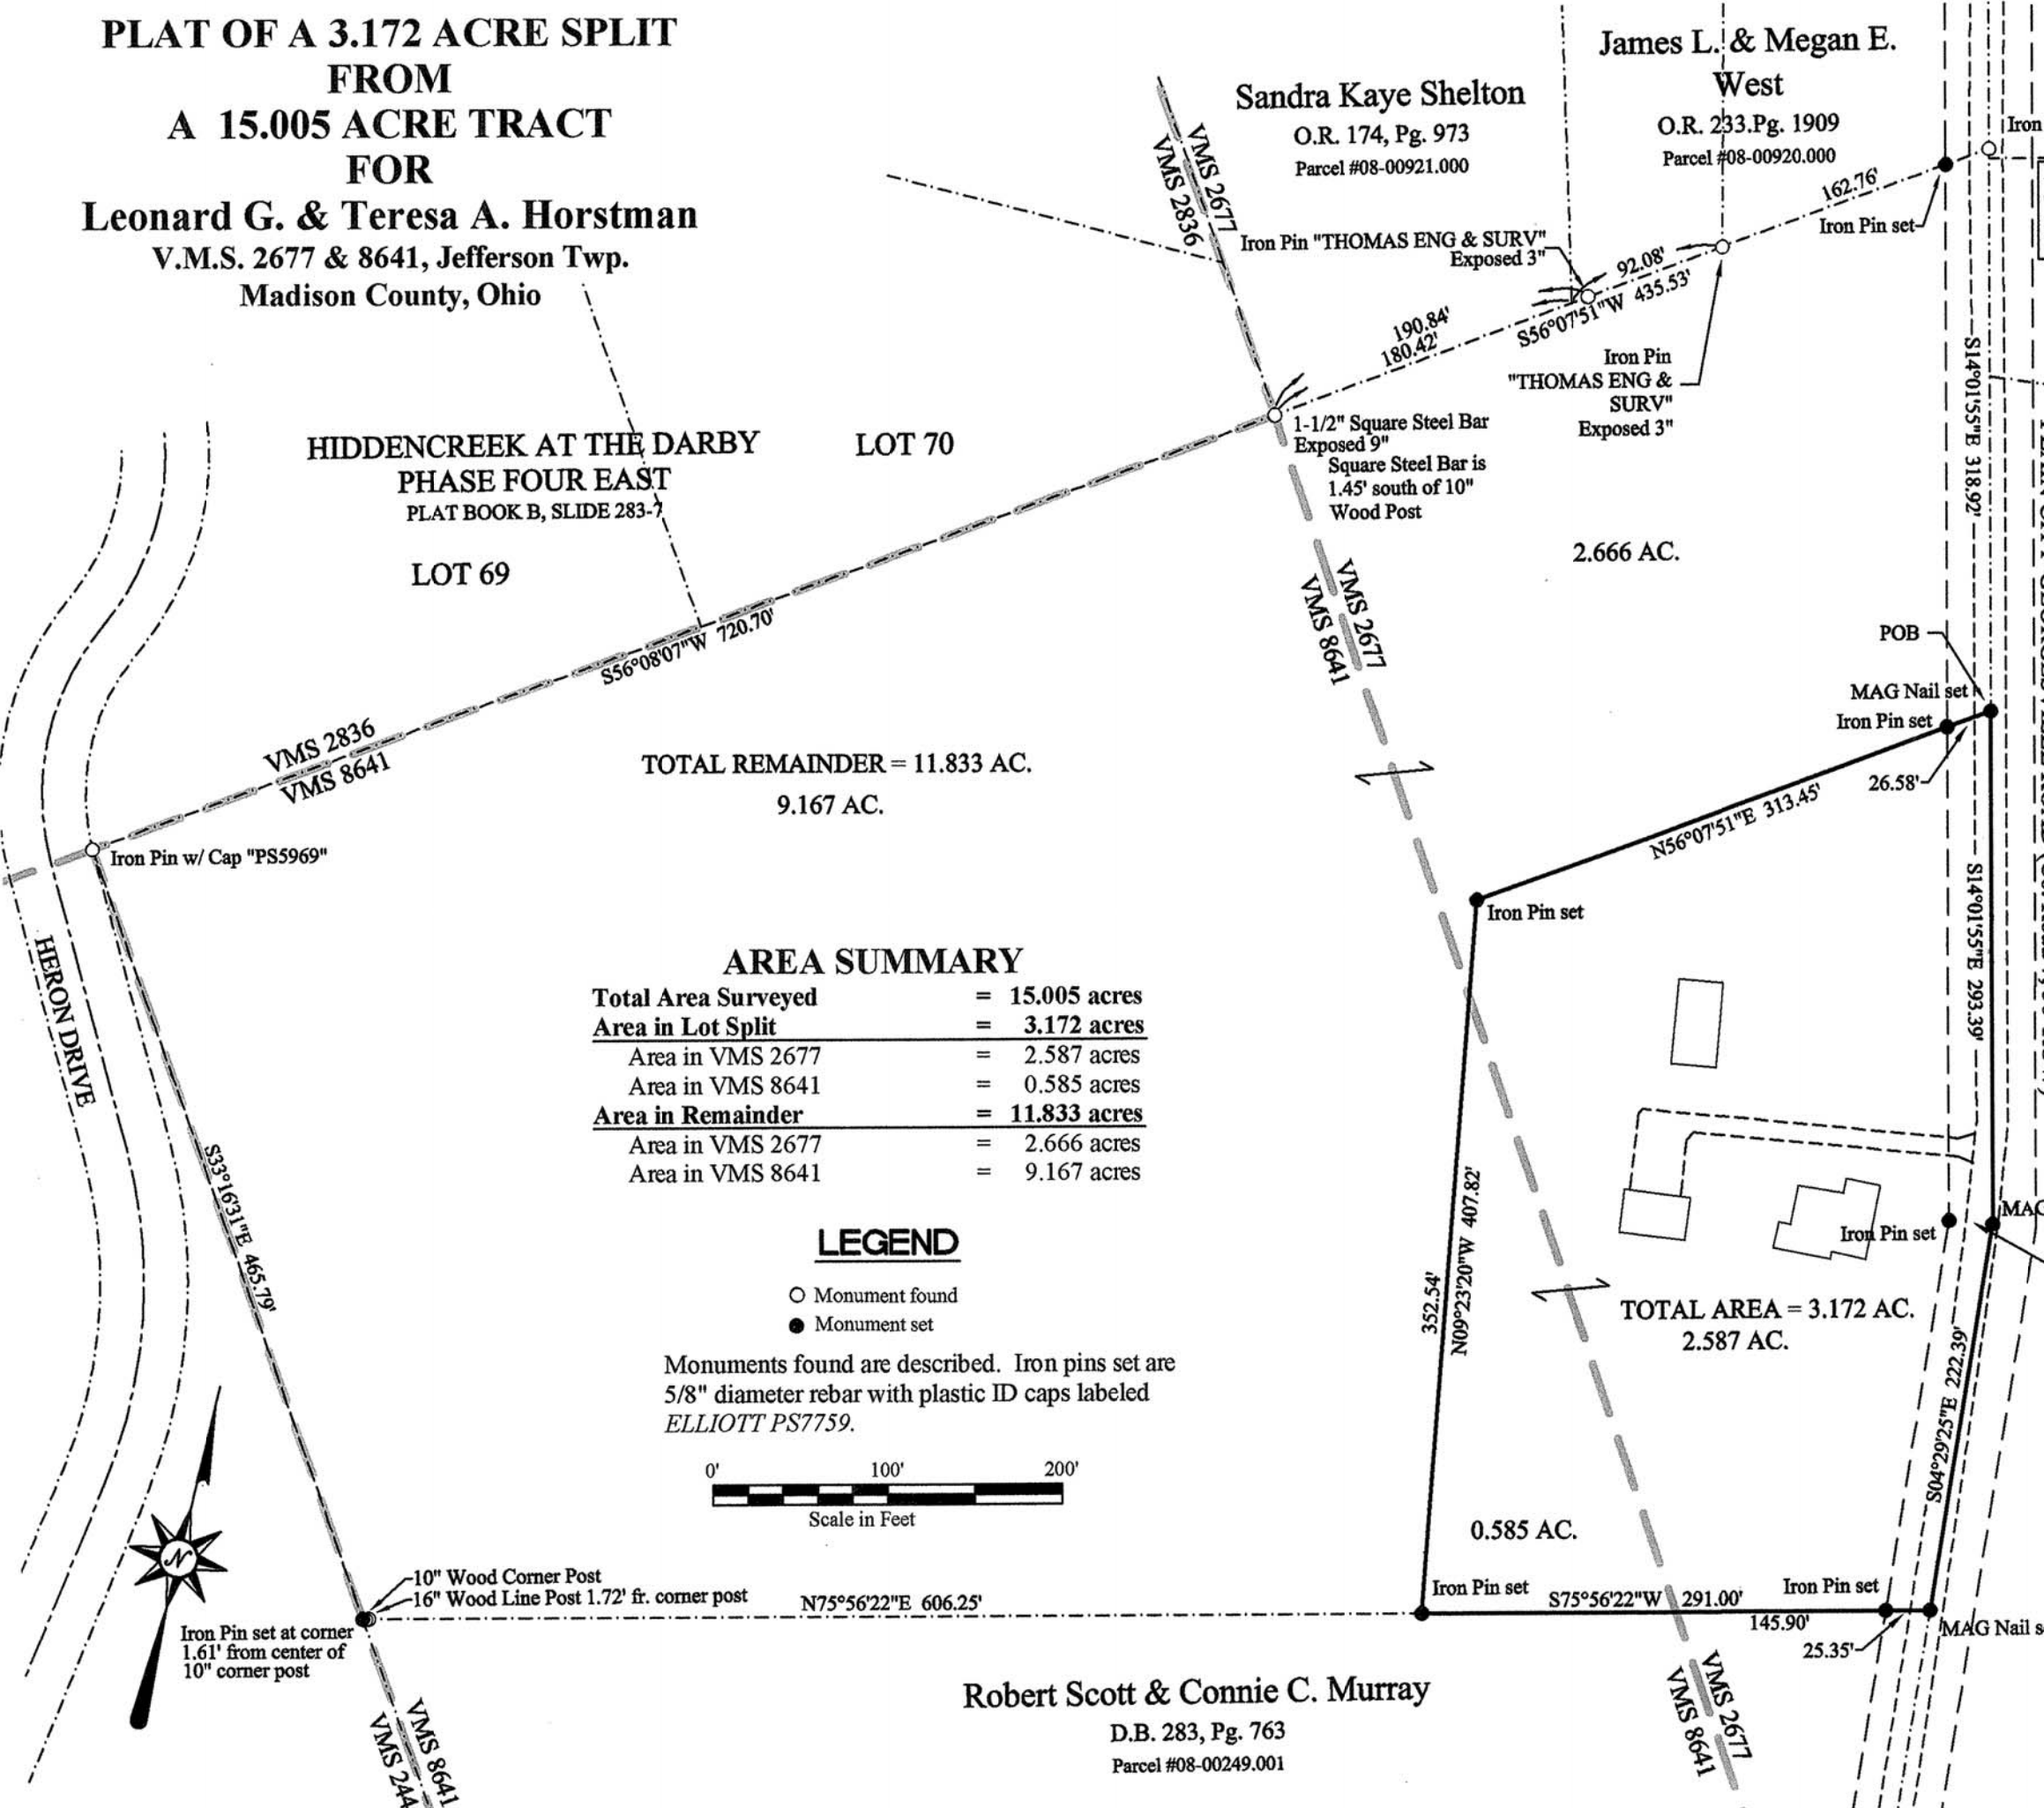 PLAT OF A 3.172 ACRE SPLIT
FROM
A 15.005 ACRE TRACT
FOR
Leonard G. & Teresa A. Horstman
V.M.S. 2677 & 8641, Jefferson Twp.
Madison County, Ohio
Sandra Kaye Shelton
O.R. 174, Pg. 973
Parcel #08-00921.000
James L. & Megan E.
West
O.R. 233.Pg. 1909
Parcel #08-00920.000
Iron
VMS 2677
VMS 2836
Iron Pin "THOMAS ENG & SURV"
Exposed 3"
162.76'
Iron Pin set
92.08'
S56°07'51"W 435.53'
190.84'
180.42'
Iron Pin
"THOMAS ENG &
SURV"
Exposed 3"
S14°01'55"E 318.92'
1-1/2" Square Steel Bar
Exposed 9"
Square Steel Bar is
1.45' south of 10"
Wood Post
HIDDENCREEK AT THE DARBY
PHASE FOUR EAST
PLAT BOOK B, SLIDE 283-7
LOT 70
LOT 69
2.666 AC.
VMS 2677
VMS 8641
S56°08'07"W 720.70'
POB
MAG Nail set
Iron Pin set
26.58'
N56°07'51"E 313.45'
VMS 2836
VMS 8641
TOTAL REMAINDER = 11.833 AC.
9.167 AC.
Iron Pin w/ Cap "PS5969"
Iron Pin set
S14°01'55"E 293.39'
HERON DRIVE
AREA SUMMARY
Total Area Surveyed = 15.005 acres
Area in Lot Split = 3.172 acres
Area in VMS 2677 = 2.587 acres
Area in VMS 8641 = 0.585 acres
Area in Remainder = 11.833 acres
Area in VMS 2677 = 2.666 acres
Area in VMS 8641 = 9.167 acres
S33°16'31"E 465.79'
352.54'
N09°23'20"W 407.82'
Iron Pin set
MAG
LEGEND
Monument found
Monument set
Monuments found are described. Iron pins set are
5/8" diameter rebar with plastic ID caps labeled
ELLIOTT PS7759.
TOTAL AREA = 3.172 AC.
2.587 AC.
S04°29'25"E 222.39'
0' 100' 200'
Scale in Feet
0.585 AC.
N
10" Wood Corner Post
16" Wood Line Post 1.72' fr. corner post
N75°56'22"E 606.25'
Iron Pin set
S75°56'22"W 291.00'
Iron Pin set
145.90'
25.35'
MAG Nail s
Iron Pin set at corner
1.61' from center of
10" corner post
Robert Scott & Connie C. Murray
D.B. 283, Pg. 763
Parcel #08-00249.001
VMS 8641
VMS 244
VMS 2677
VMS 8641